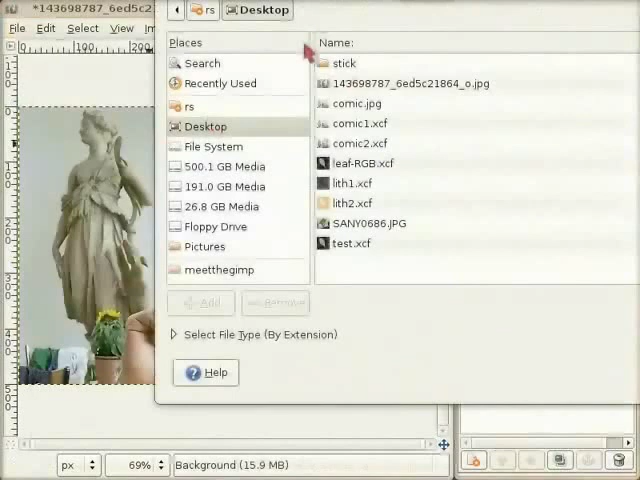 *143698787_6ed5c2
rs Desktop
File Edit Select View
Places
Name:
Search
Recently Used
rs
Desktop
File System
500.1 GB Media
191.0 GB Media
26.8 GB Media
Floppy Drive
Pictures
meetthegimp
stick
143698787_6ed5c21864_o.jpg
comic.jpg
comic1.xcf
comic2.xcf
leaf-RGB.xcf
lith1.xcf
lith2.xcf
SANY0686.JPG
test.xcf
Add Remove
Select File Type (By Extension)
Help
0 100 200
px 69% Background (15.9 MB)